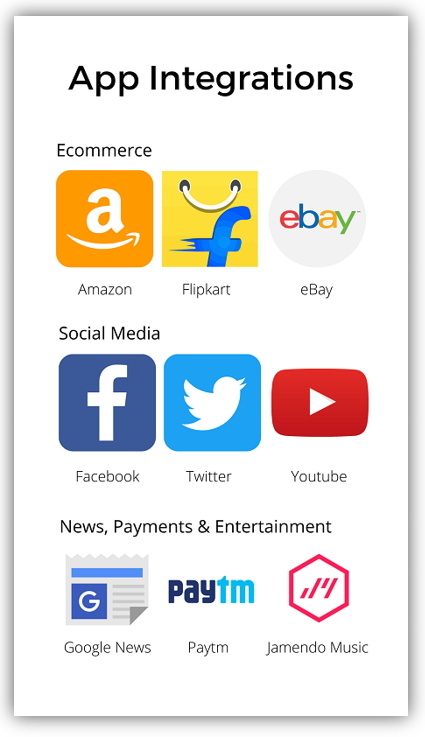 App Integrations
Ecommerce
a
f
ebay™
Amazon
Flipkart
eBay
Social Media
f
Facebook
Twitter
Youtube
News, Payments & Entertainment
G
paytm
Google News
Paytm
Jamendo Music